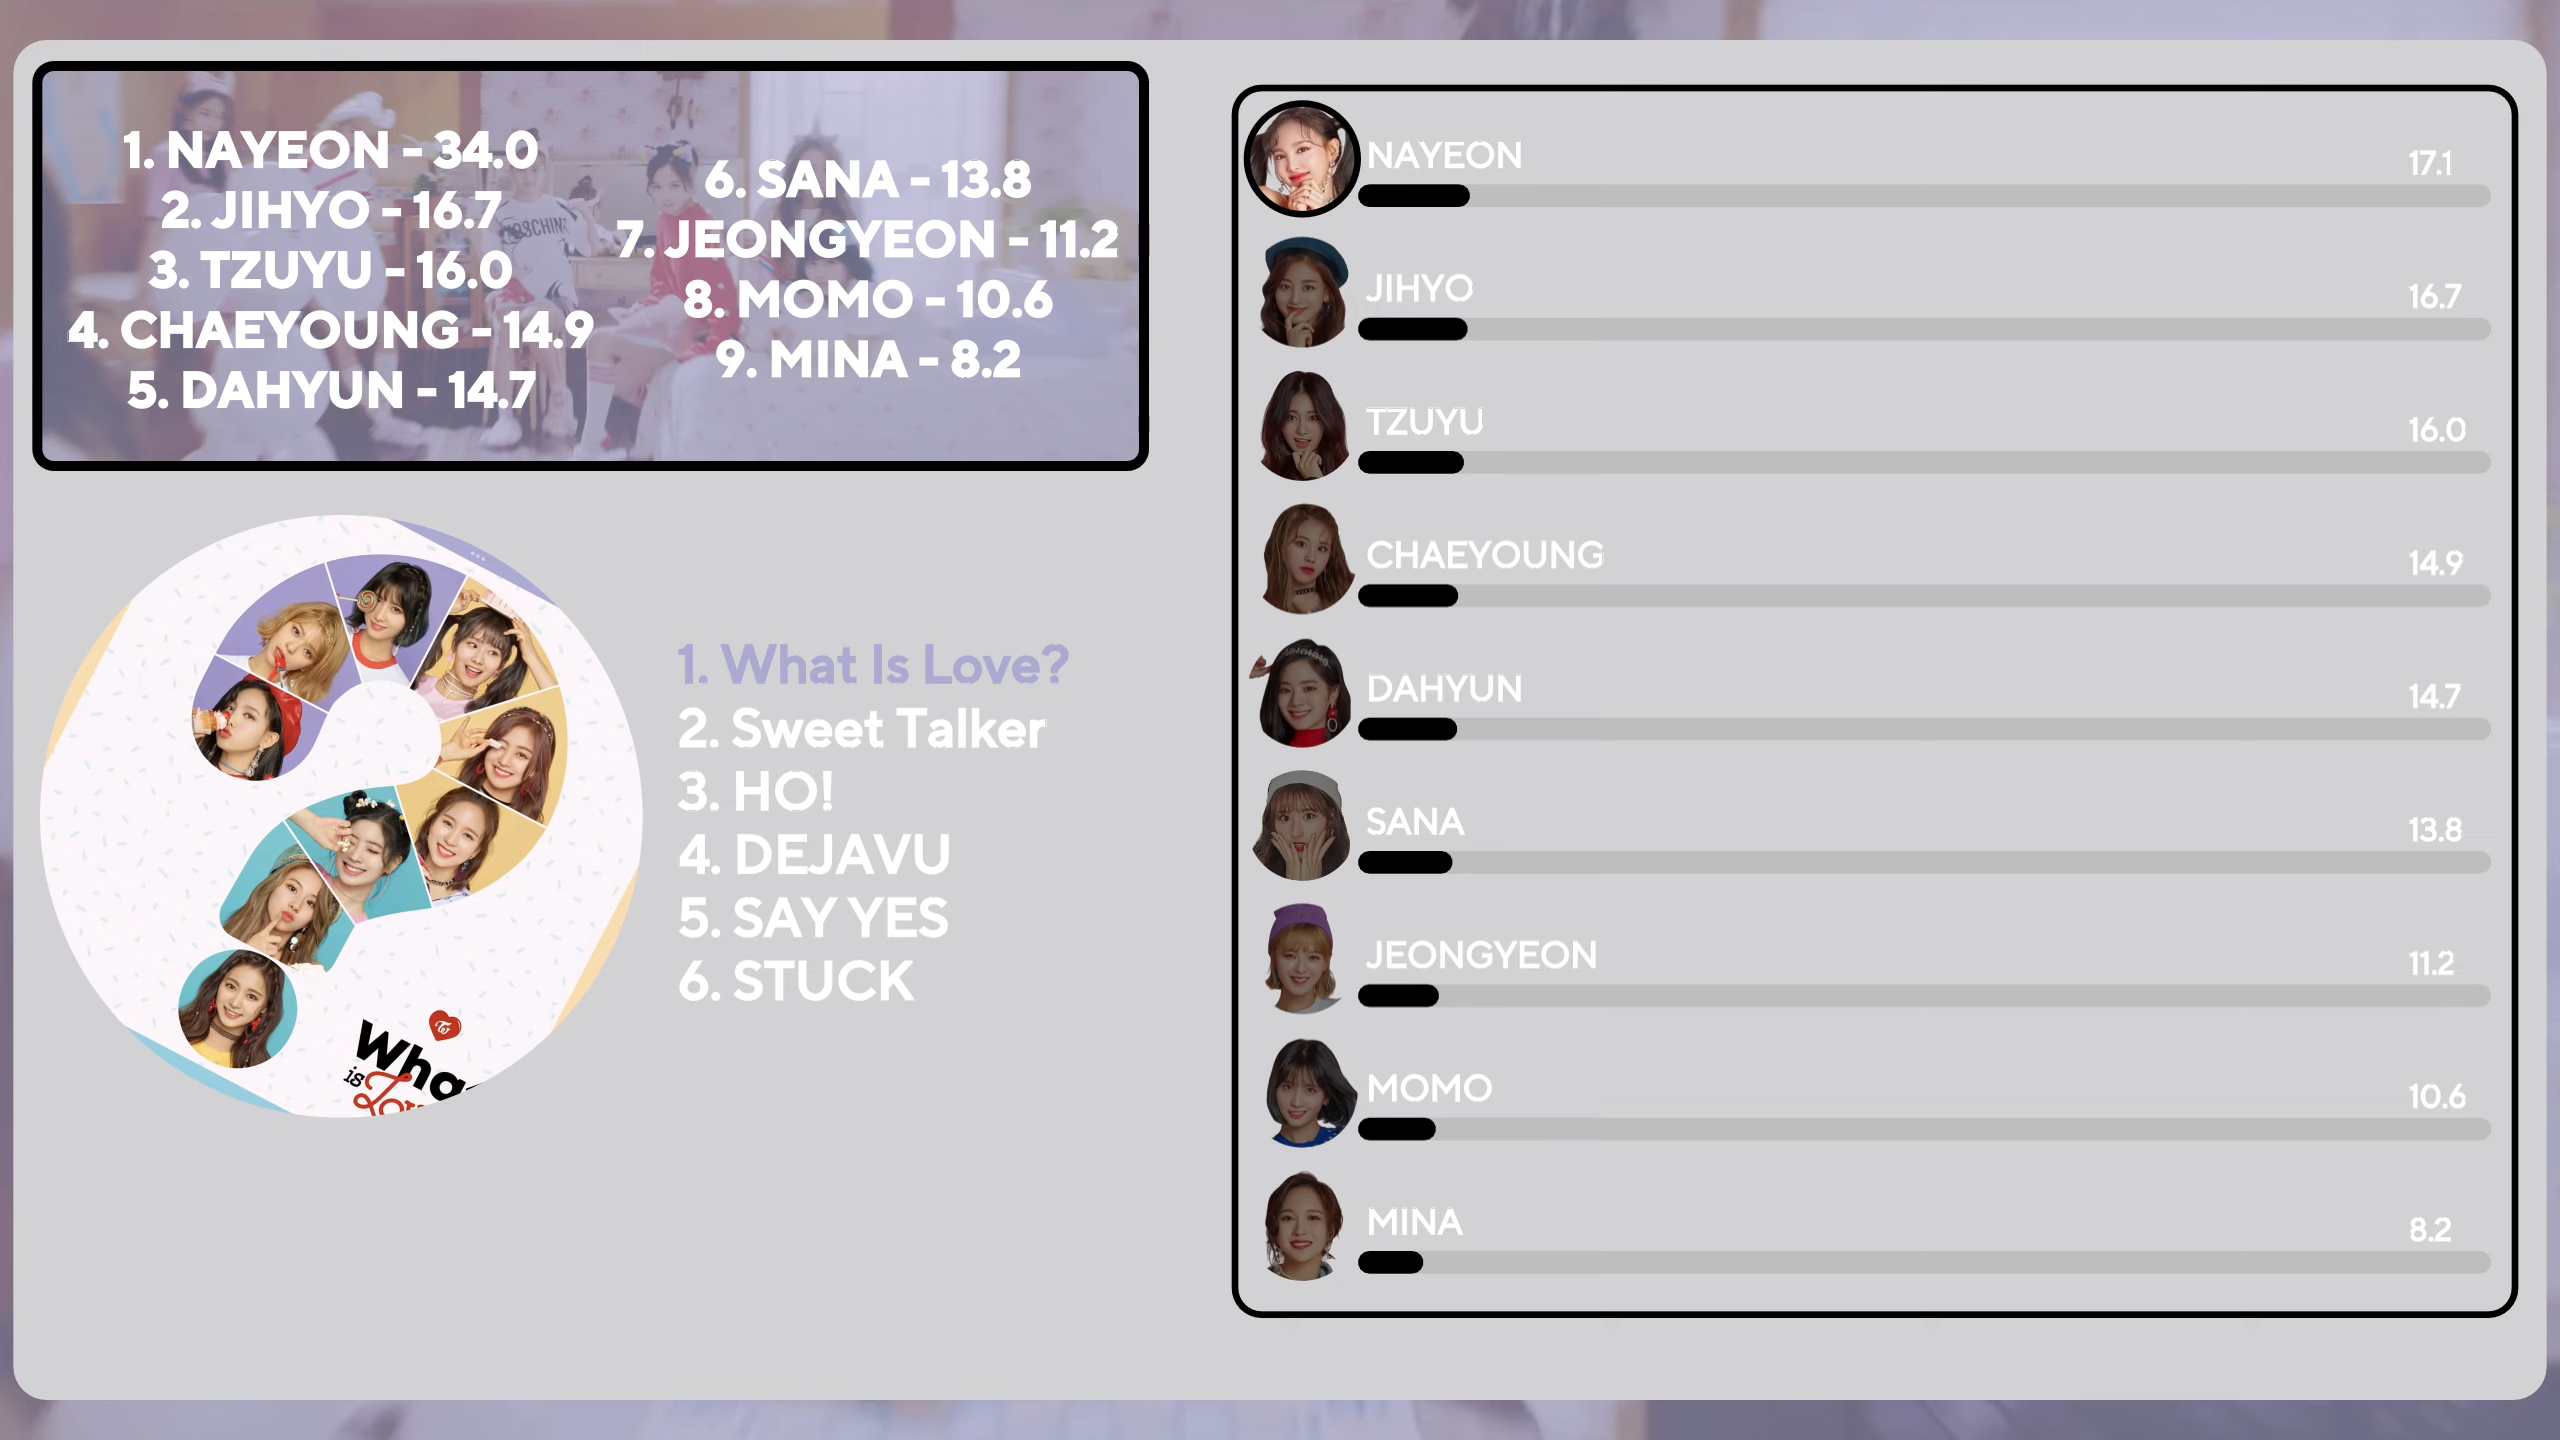 1. NAYEON - 34.0
2. JIHYO - 16.7
3. TZUYU - 16.0
4. CHAEYOUNG - 14.9
5. DAHYUN - 14.7
6. SANA - 13.8
7. JEONGYEON - 11.2
8. MOMO - 10.6
9. MINA - 8.2
MOSCHINO
1. What Is Love?
2. Sweet Talker
3. HO!
4. DEJAVU
5. SAY YES
6. STUCK
What
is Love
NAYEON 17.1
JIHYO 16.7
TZUYU 16.0
CHAEYOUNG 14.9
DAHYUN 14.7
SANA 13.8
JEONGYEON 11.2
MOMO 10.6
MINA 8.2